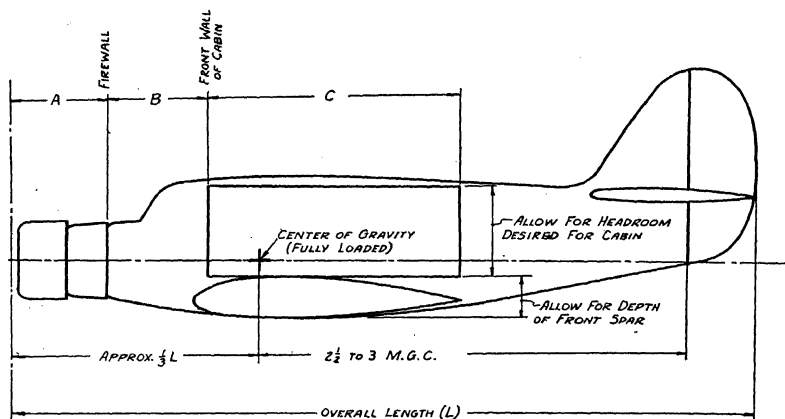 FIREWALL
FRONT WALL
OF CABIN
A
B
C
CENTER OF GRAVITY
(FULLY LOADED)
ALLOW FOR HEADROOM
DESIRED FOR CABIN
ALLOW FOR DEPTH
OF FRONT SPAR
APPROX. 1/3 L
2 1/2 TO 3 M.G.C.
OVERALL LENGTH (L)